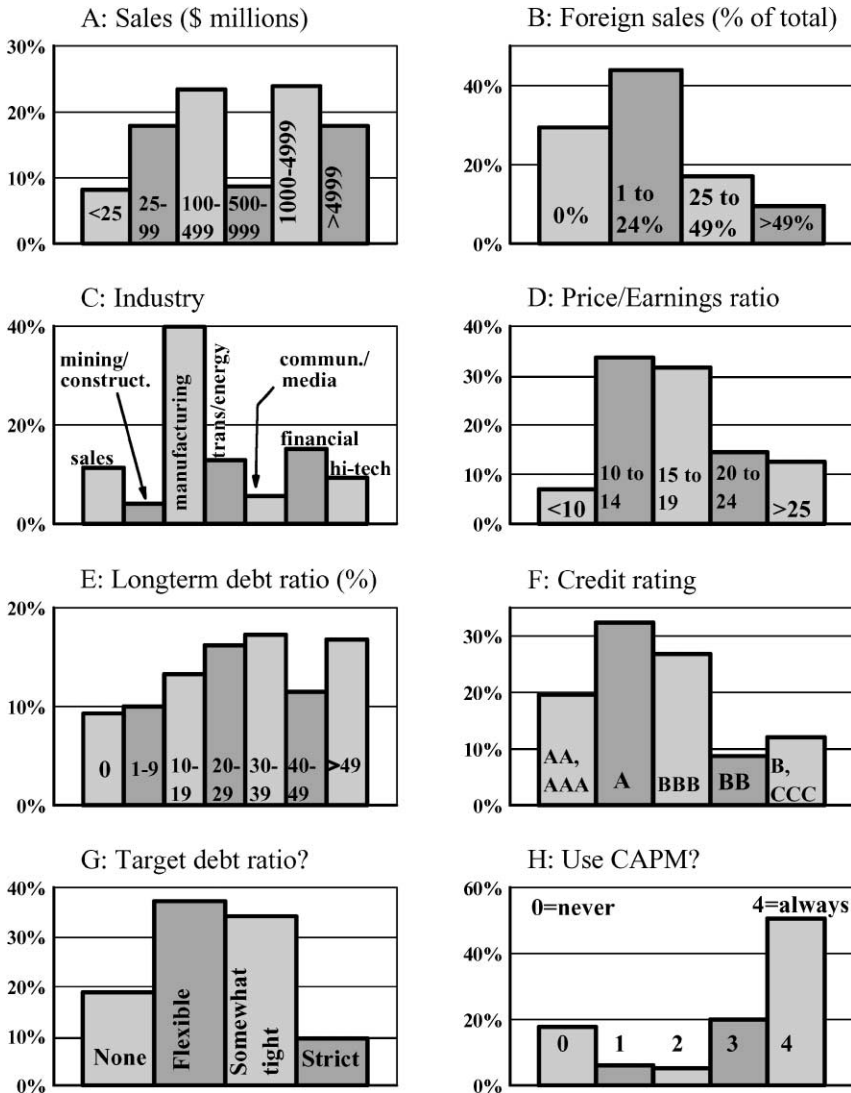 A: Sales ($ millions)
30%
20%
10%
0%
<25
25-
99
100-
499
500-
999
1000-4999
>4999
B: Foreign sales (% of total)
40%
20%
0%
0%
1 to
24%
25 to
49%
>49%
C: Industry
40%
20%
0%
sales
mining/
construct.
manufacturing
trans/energy
commun./
media
financial
hi-tech
D: Price/Earnings ratio
40%
30%
20%
10%
0%
<10
10 to
14
15 to
19
20 to
24
>25
E: Longterm debt ratio (%)
20%
10%
0%
0
1-9
10-
19
20-
29
30-
39
40-
49
>49
F: Credit rating
30%
20%
10%
0%
AA,
AAA
A
BBB
BB
B,
CCC
G: Target debt ratio?
40%
30%
20%
10%
0%
None
Flexible
Somewhat
tight
Strict
H: Use CAPM?
60%
40%
20%
0%
0=never
4=always
0
1
2
3
4